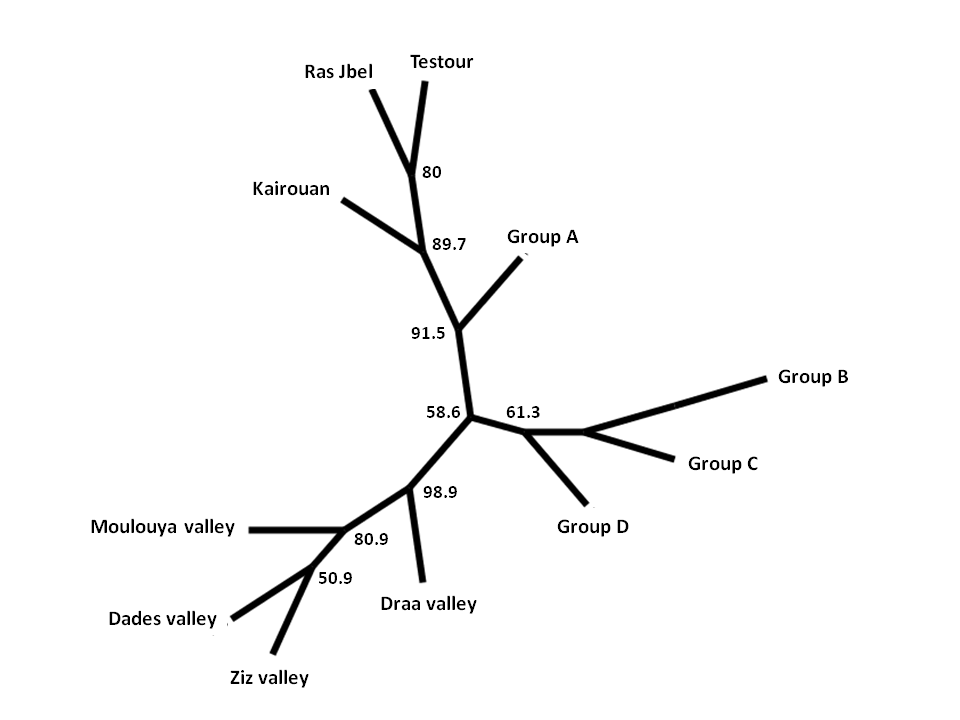 Testour
Ras Jbel
80
Kairouan
89.7
Group A
91.5
Group B
58.6
61.3
Group C
98.9
Moulouya valley
Group D
80.9
50.9
Draa valley
Dades valley
Ziz valley